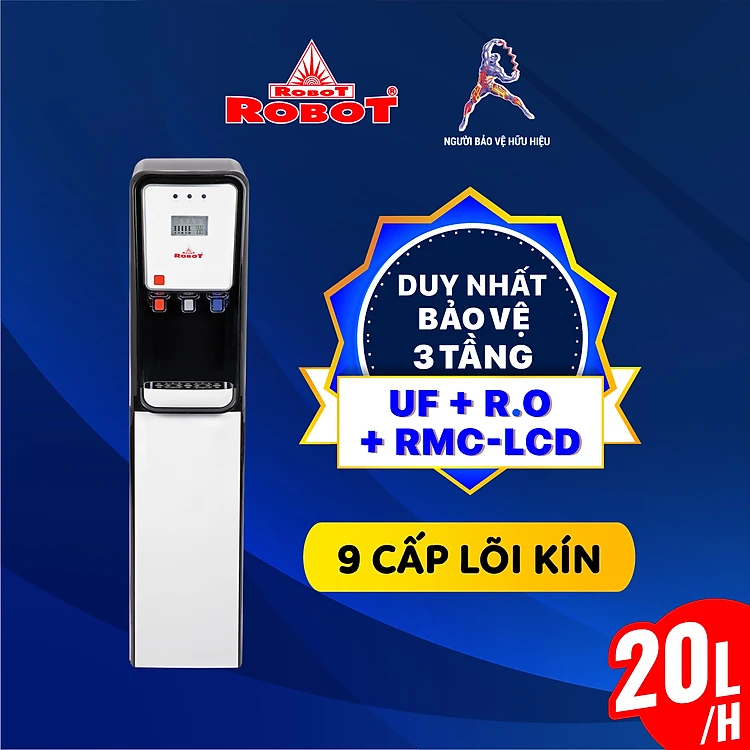 ROBOT
ROBOT®
NGƯỜI BẢO VỆ HỮU HIỆU
ROBOT
DUY NHẤT
BẢO VỆ
3 TẦNG
UF + R.O
+ RMC-LCD
9 CẤP LÕI KÍN
20L
/H